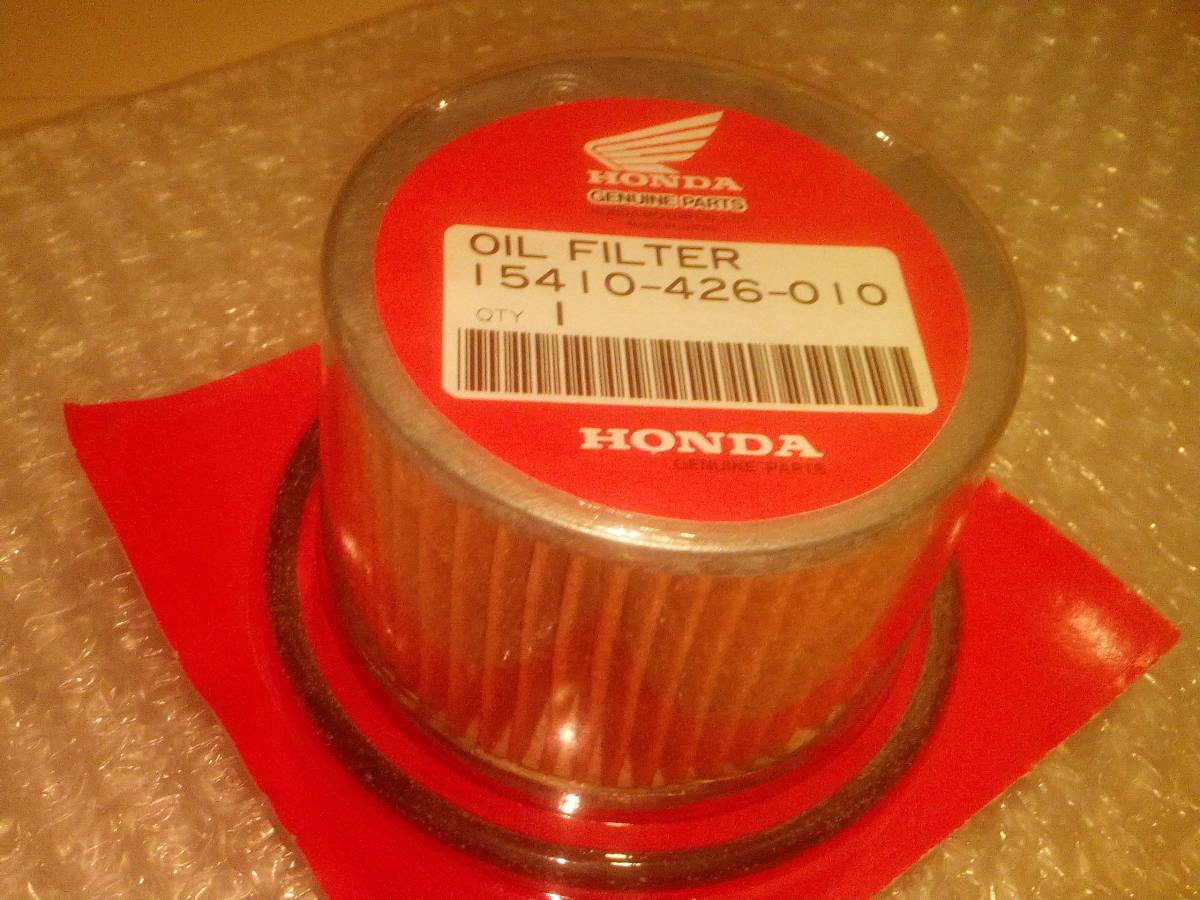 HONDA
GENUINE PARTS
OIL FILTER
15410-426-010
QTY 1
HONDA
GENUINE PARTS